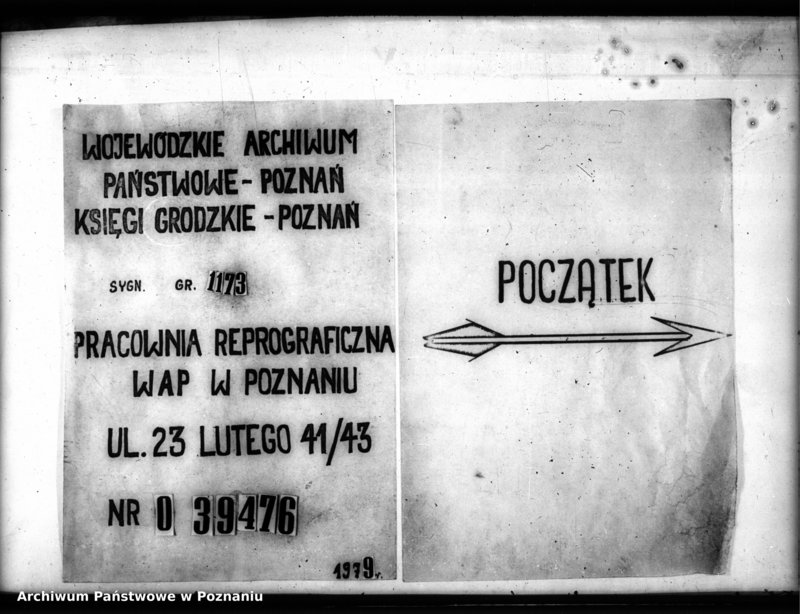 WOJEWÓDZKIE ARCHIWUM
PAŃSTWOWE - POZNAŃ
KSIĘGI GRODZKIE - POZNAŃ
SYGN. GR. 1173
PRACOWNIA REPROGRAFICZNA
WAP W POZNANIU
UL. 23 LUTEGO 41/43
NR 0 39476
1979r.
POCZĄTEK
Archiwum Państwowe w Poznaniu